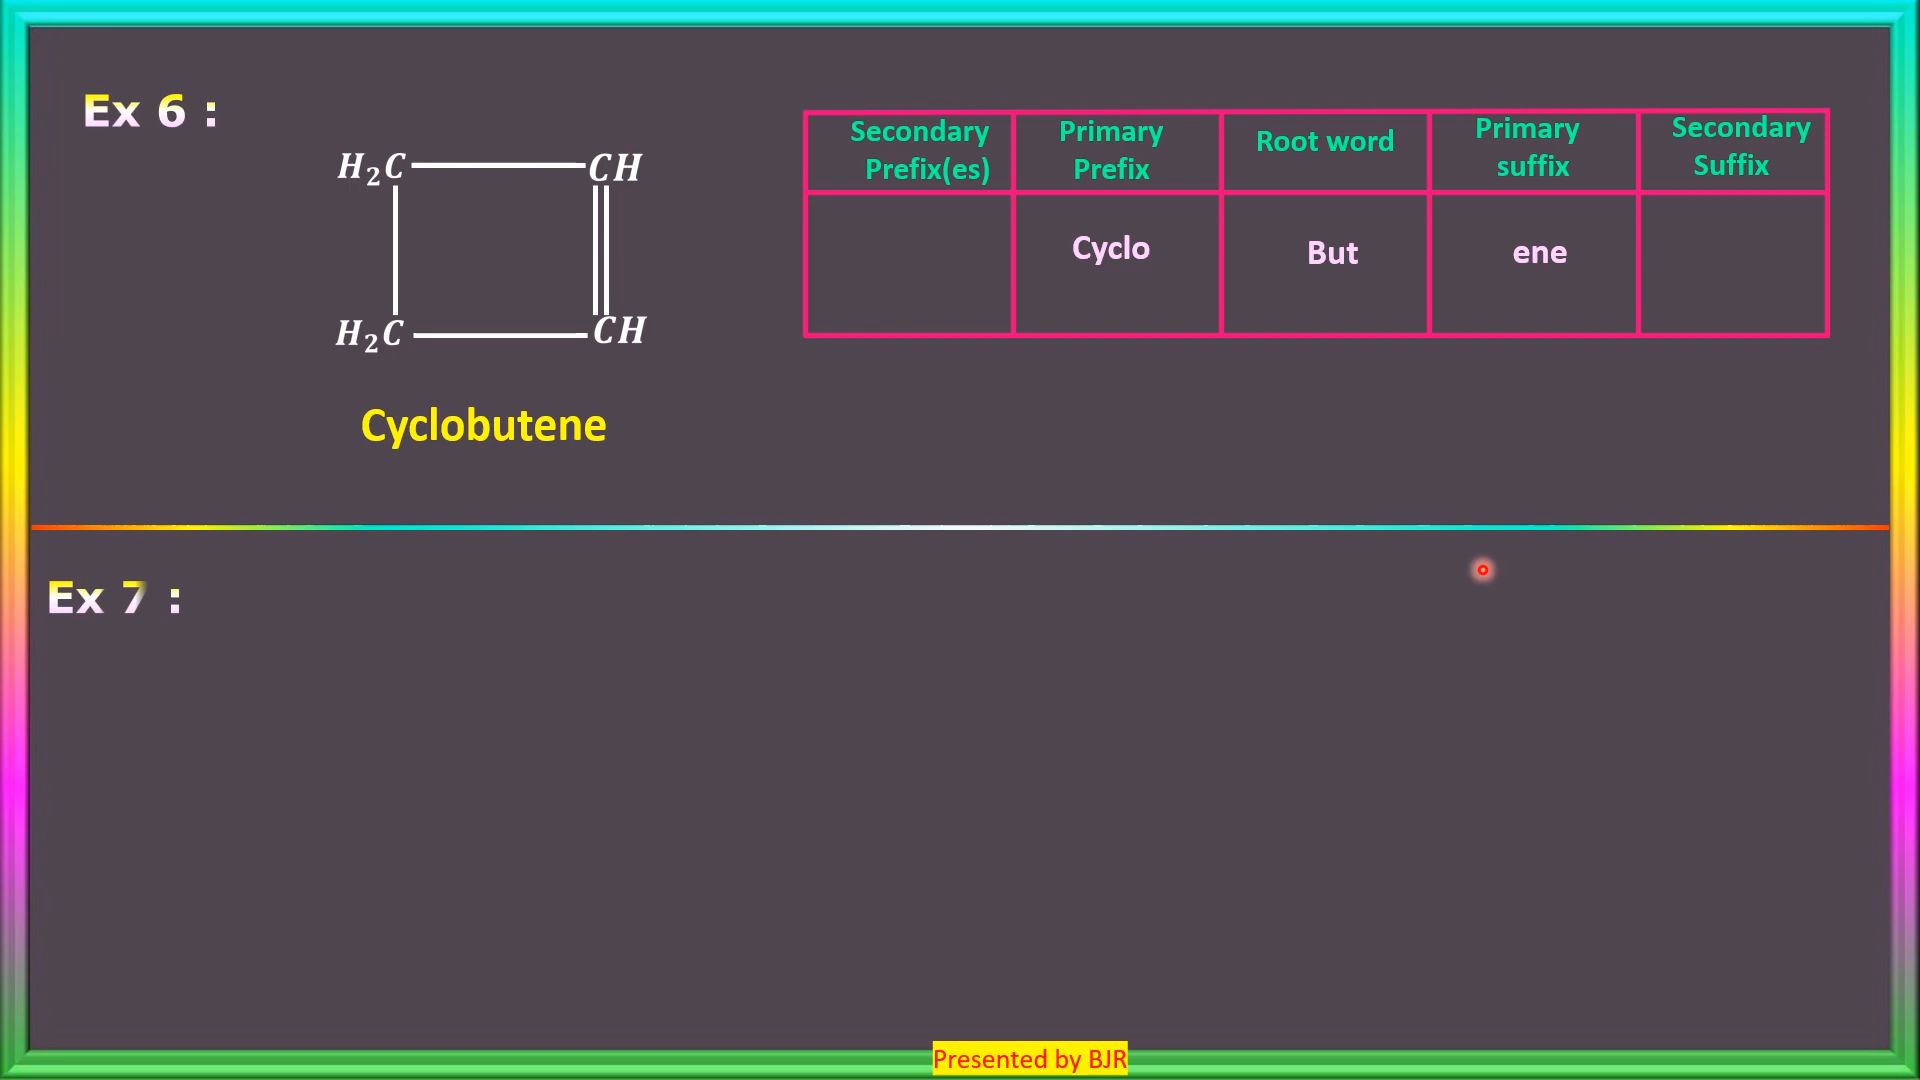 Ex 6 :
H₂C CH
H₂C CH
Cyclobutene
Secondary Prefix(es)
Primary Prefix
Root word
Primary suffix
Secondary Suffix
Cyclo
But
ene
Ex 7 :
Presented by BJR